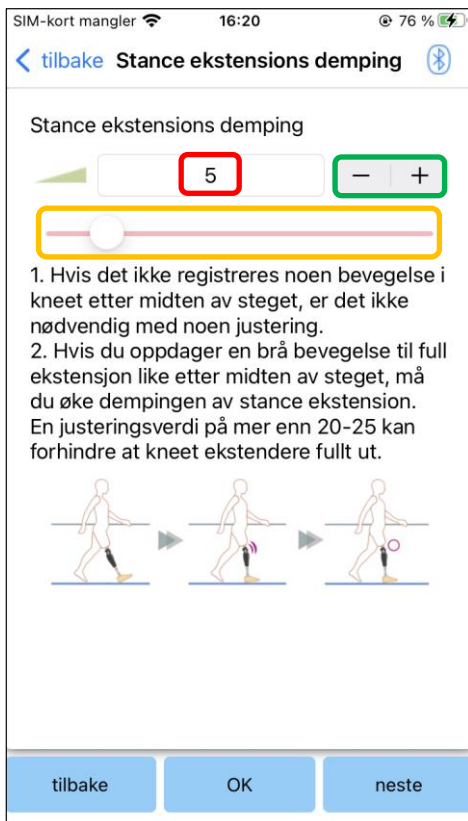 SIM-kort mangler 16:20 76 %
tilbake Stance ekstensions demping
Stance ekstensions demping
5 − +
1. Hvis det ikke registreres noen bevegelse i
kneet etter midten av steget, er det ikke
nødvendig med noen justering.
2. Hvis du oppdager en brå bevegelse til full
ekstensjon like etter midten av steget, må
du øke dempingen av stance ekstension.
En justeringsverdi på mer enn 20-25 kan
forhindre at kneet ekstendere fullt ut.
tilbake OK neste